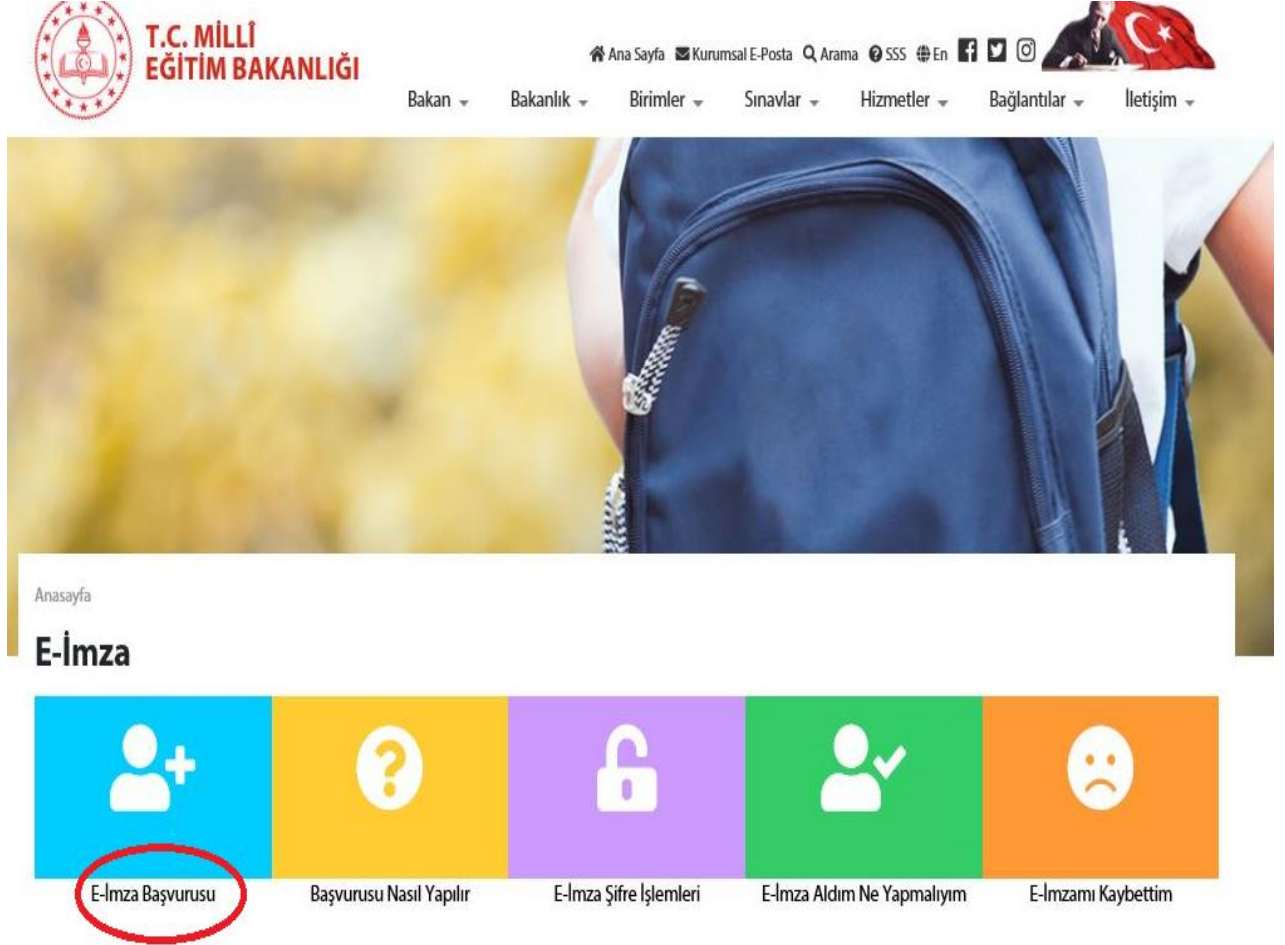 T.C. MİLLÎ
EĞİTİM BAKANLIĞI
Ana Sayfa Kurumsal E-Posta Arama SSS En
Bakan Bakanlık Birimler Sınavlar Hizmetler Bağlantılar İletişim
Anasayfa
E-İmza
E-İmza Başvurusu Başvurusu Nasıl Yapılır E-İmza Şifre İşlemleri E-İmza Aldım Ne Yapmalıyım E-İmzamı Kaybettim